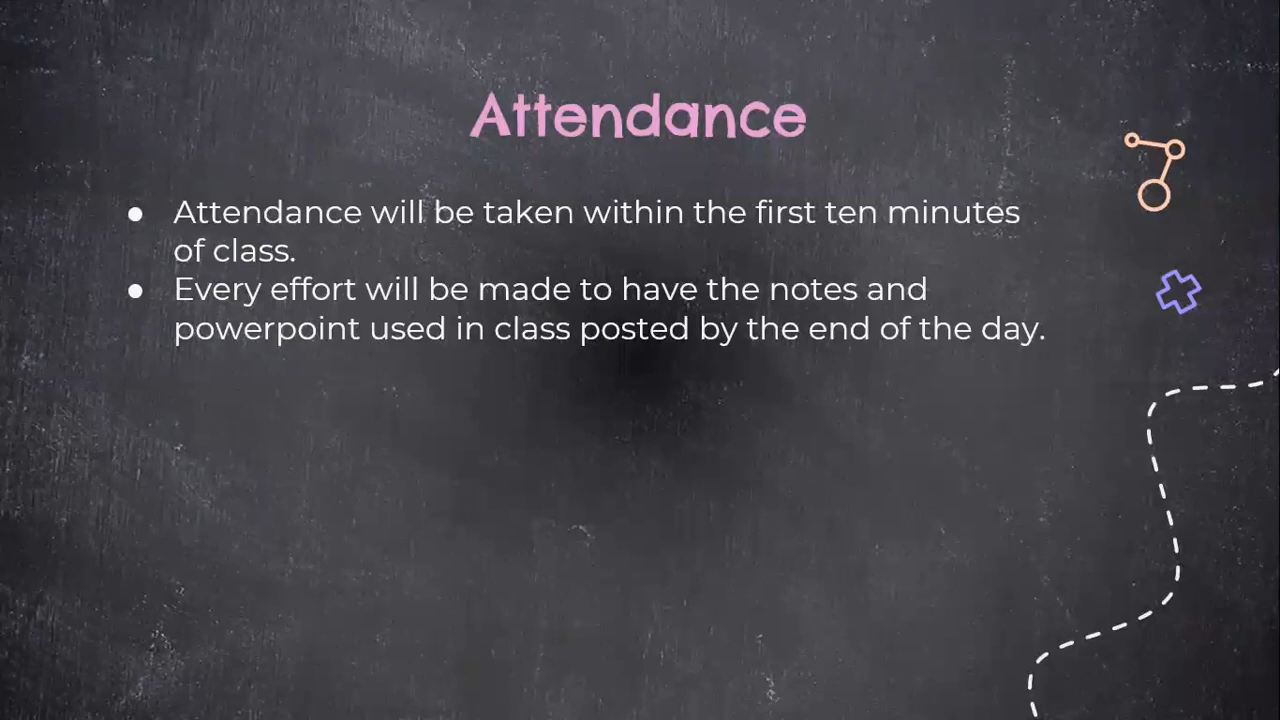 Attendance
● Attendance will be taken within the first ten minutes
of class.
● Every effort will be made to have the notes and
powerpoint used in class posted by the end of the day.